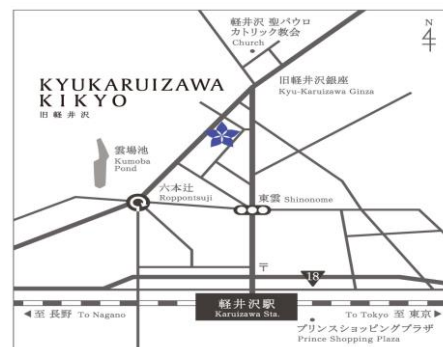 軽井沢 聖パウロ
カトリック教会
Church
N
4
KYUKARUIZAWA
KIKYO
旧軽井沢
旧軽井沢銀座
Kyu-Karuizawa Ginza
雲場池
Kumoba
Pond
六本辻
Roppontsuji
東雲 Shinonome
〒
18
軽井沢駅
Karuizawa Sta.
◀至 長野 To Nagano
To Tokyo 至 東京▶
プリンスショッピングプラザ
Prince Shopping Plaza